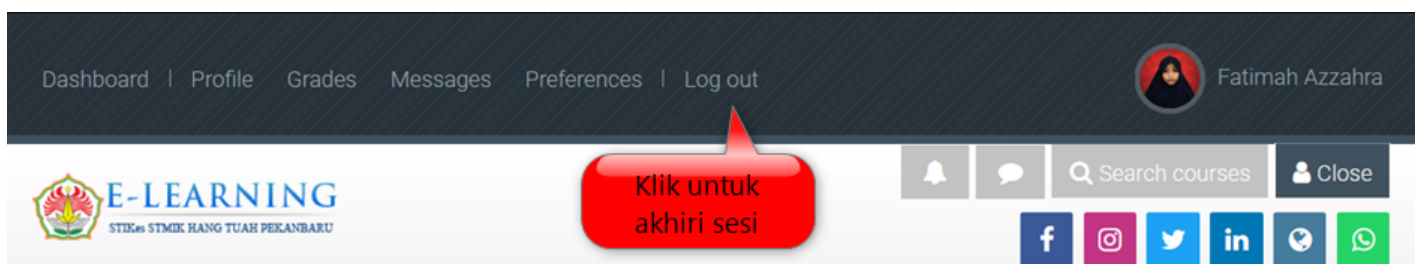 Dashboard | Profile Grades Messages Preferences | Log out
Fatimah Azzahra
Klik untuk
akhiri sesi
Search courses
Close
E-LEARNING
STIKes STMIK HANG TUAH PEKANBARU